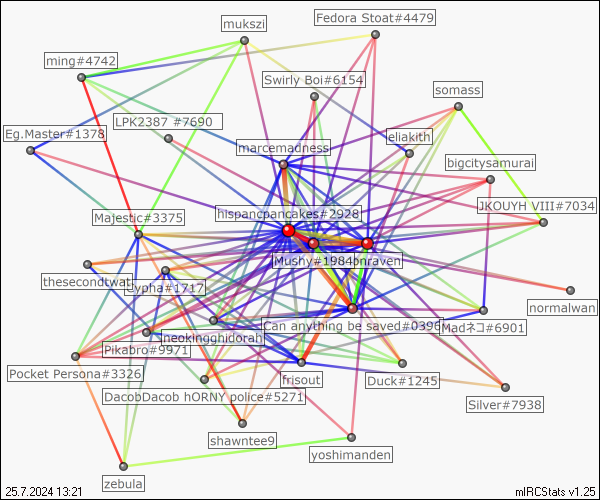 Fedora Stoat#4479
mukszi
ming#4742
Swirly Boi#6154
somass
LPK2387 #7690
Eg.Master#1378
eliakith
marcemadness
bigcitysamurai
JKOUYH VIII#7034
Majestic#3375
hispancpancakes#2928
Mushy#1984
bnraven
thesecondtwat
Cypha#1717
normalwan
Can anything be saved#0396
Madネコ#6901
neokingghidorah
Pikabro#9971
Pocket Persona#3326
frisout
Duck#1245
DacobDacob hORNY police#5271
Silver#7938
shawntee9
yoshimanden
zebula
25.7.2024 13:21
mIRCStats v1.25